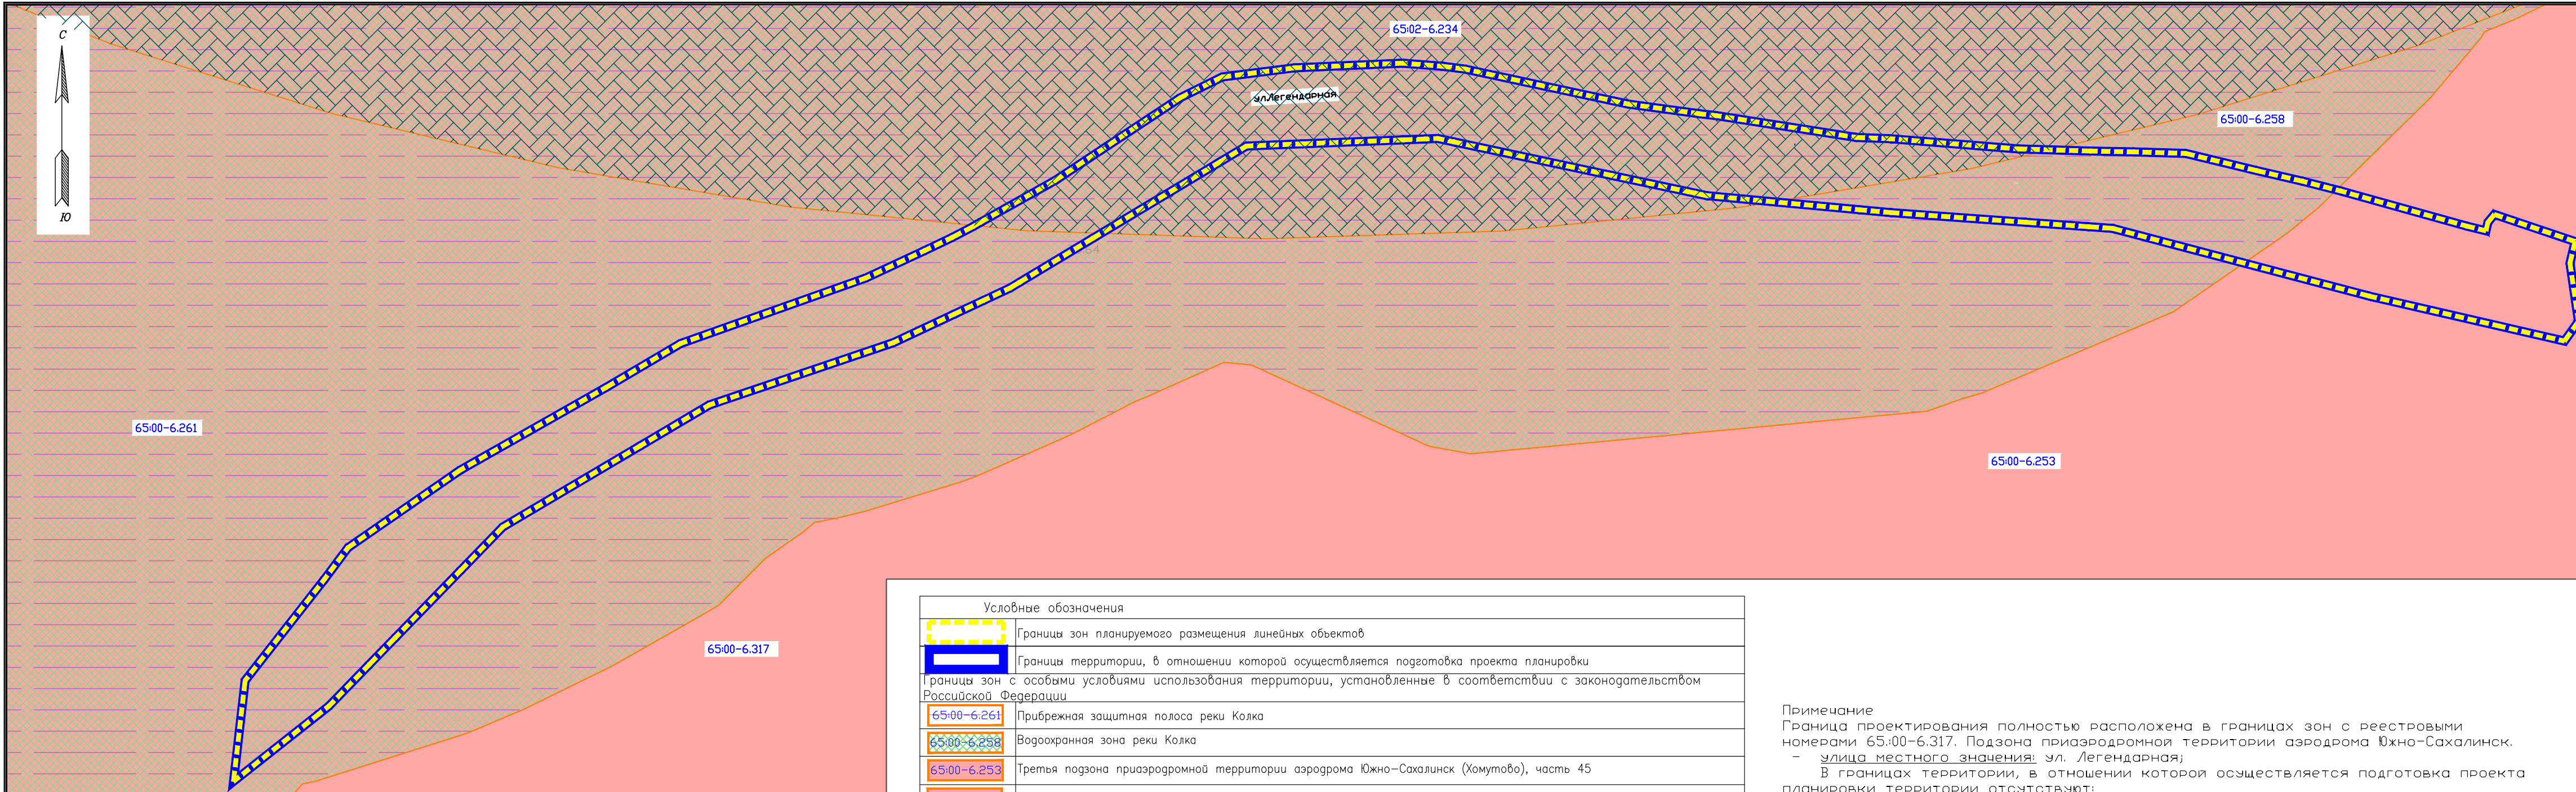 С
Ю
65:02-6.234
ул.Легендарная
65:00-6.258
65:00-6.261
65:00-6.253
65:00-6.317
Условные обозначения
Границы зон планируемого размещения линейных объектов
Границы территории, в отношении которой осуществляется подготовка проекта планировки
Границы зон с особыми условиями использования территории, установленные в соответствии с законодательством
Российской Федерации
65:00-6.261 Прибрежная защитная полоса реки Колка
65:00-6.258 Водоохранная зона реки Колка
65:00-6.253 Третья подзона приаэродромной территории аэродрома Южно-Сахалинск (Хомутово), часть 45
Примечание
Граница проектирования полностью расположена в границах зон с реестровыми
номерами 65:00-6.317. Подзона приаэродромной территории аэродрома Южно-Сахалинск.
- улица местного значения: ул. Легендарная;
В границах территории, в отношении которой осуществляется подготовка проекта
планировки территории отсутствуют: